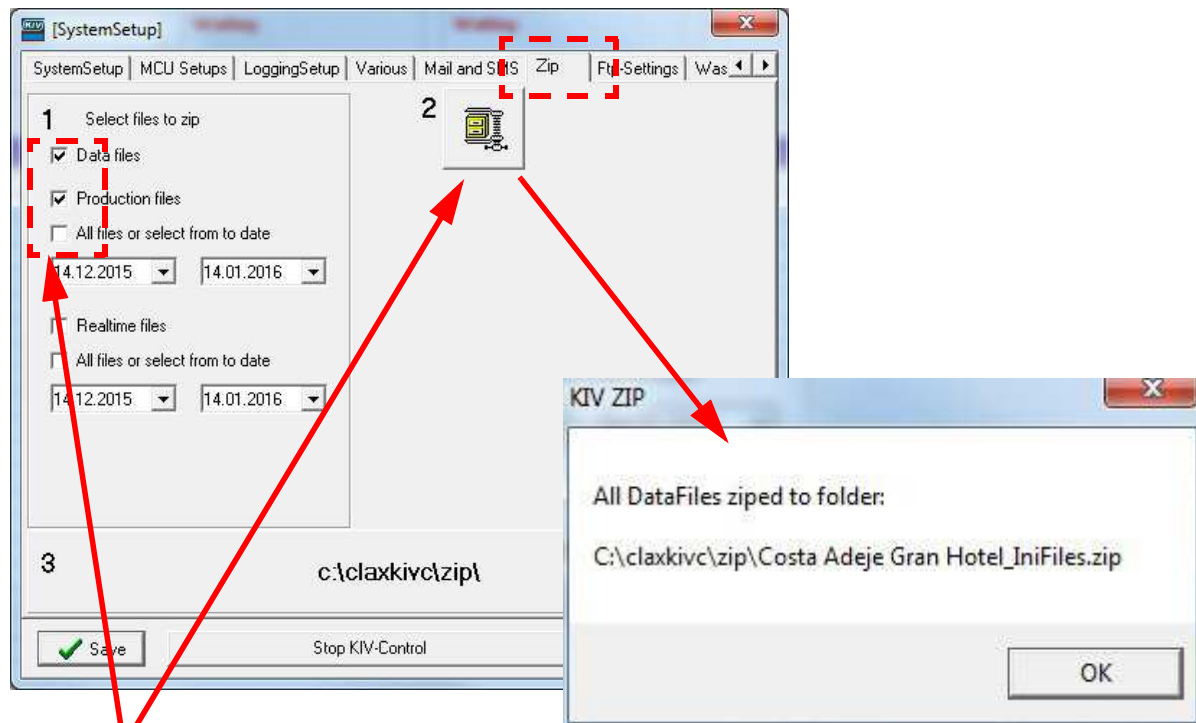 KIV [SystemSetup]
SystemSetup MCU Setups LoggingSetup Various Mail and SMS Zip Ftp-Settings Was
1 Select files to zip
2
Data files
Production files
All files or select from to date
14.12.2015 14.01.2016
Realtime files
All files or select from to date
14.12.2015 14.01.2016
3 c:\claxkivc\zip\
Save Stop KIV-Control
KIV ZIP
All DataFiles ziped to folder:
C:\claxkivc\zip\Costa Adeje Gran Hotel_IniFiles.zip
OK